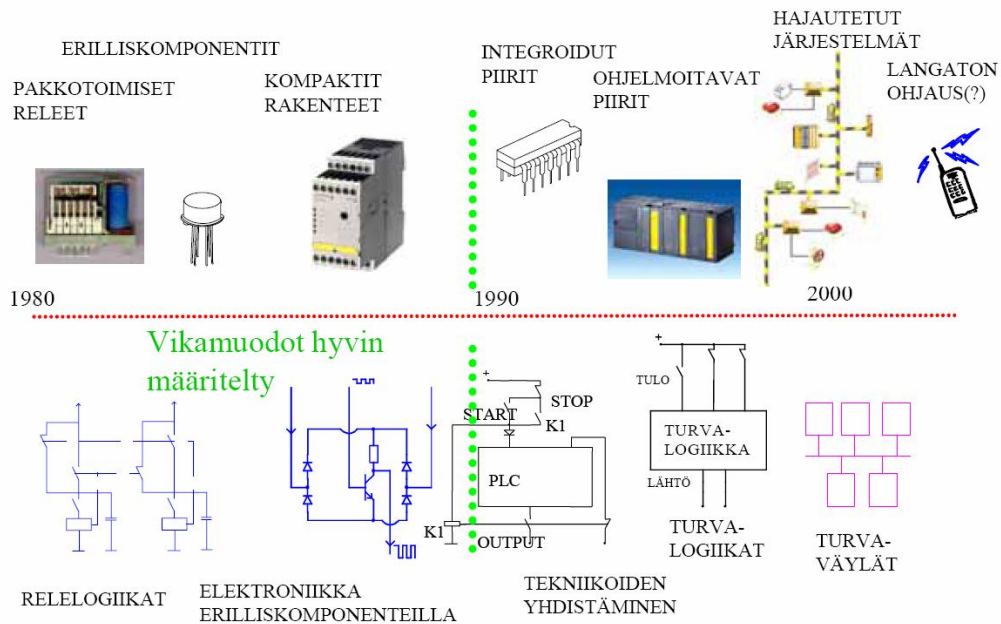 ERILLISKOMPONENTIT
PAKKOTOIMISET
RELEET
KOMPAKTIT
RAKENTEET
INTEGROIDUT
PIIRIT
OHJELMOITAVAT
PIIRIT
HAJAUTETUT
JÄRJESTELMÄT
LANGATON
OHJAUS(?)
1980
1990
2000
Vikamuodot hyvin
määritelty
+
START
STOP
K1
PLC
K1
OUTPUT
+
TULO
TURVA-
LOGIIKKA
LÄHTÖ
RELELOGIIKAT
ELEKTRONIIKKA
ERILLISKOMPONENTEILLA
TEKNIIKOIDEN
YHDISTÄMINEN
TURVA-
LOGIIKAT
TURVA-
VÄYLÄT